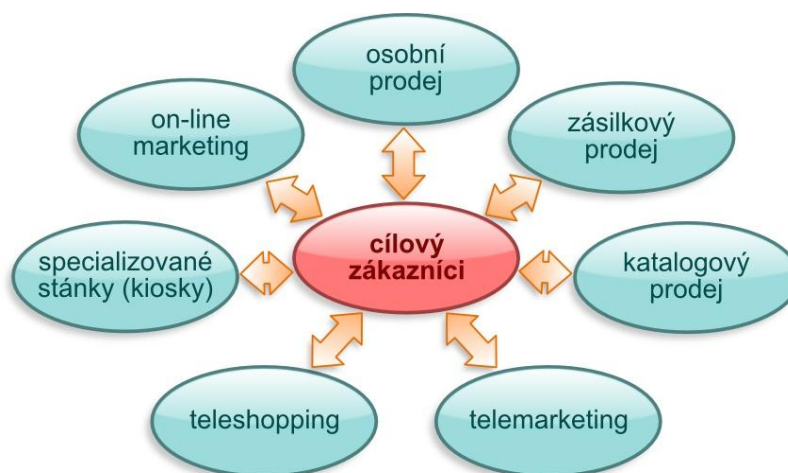 osobní
prodej
on-line
marketing
zásilkový
prodej
cílový
zákazníci
specializované
stánky (kiosky)
katalogový
prodej
teleshopping
telemarketing